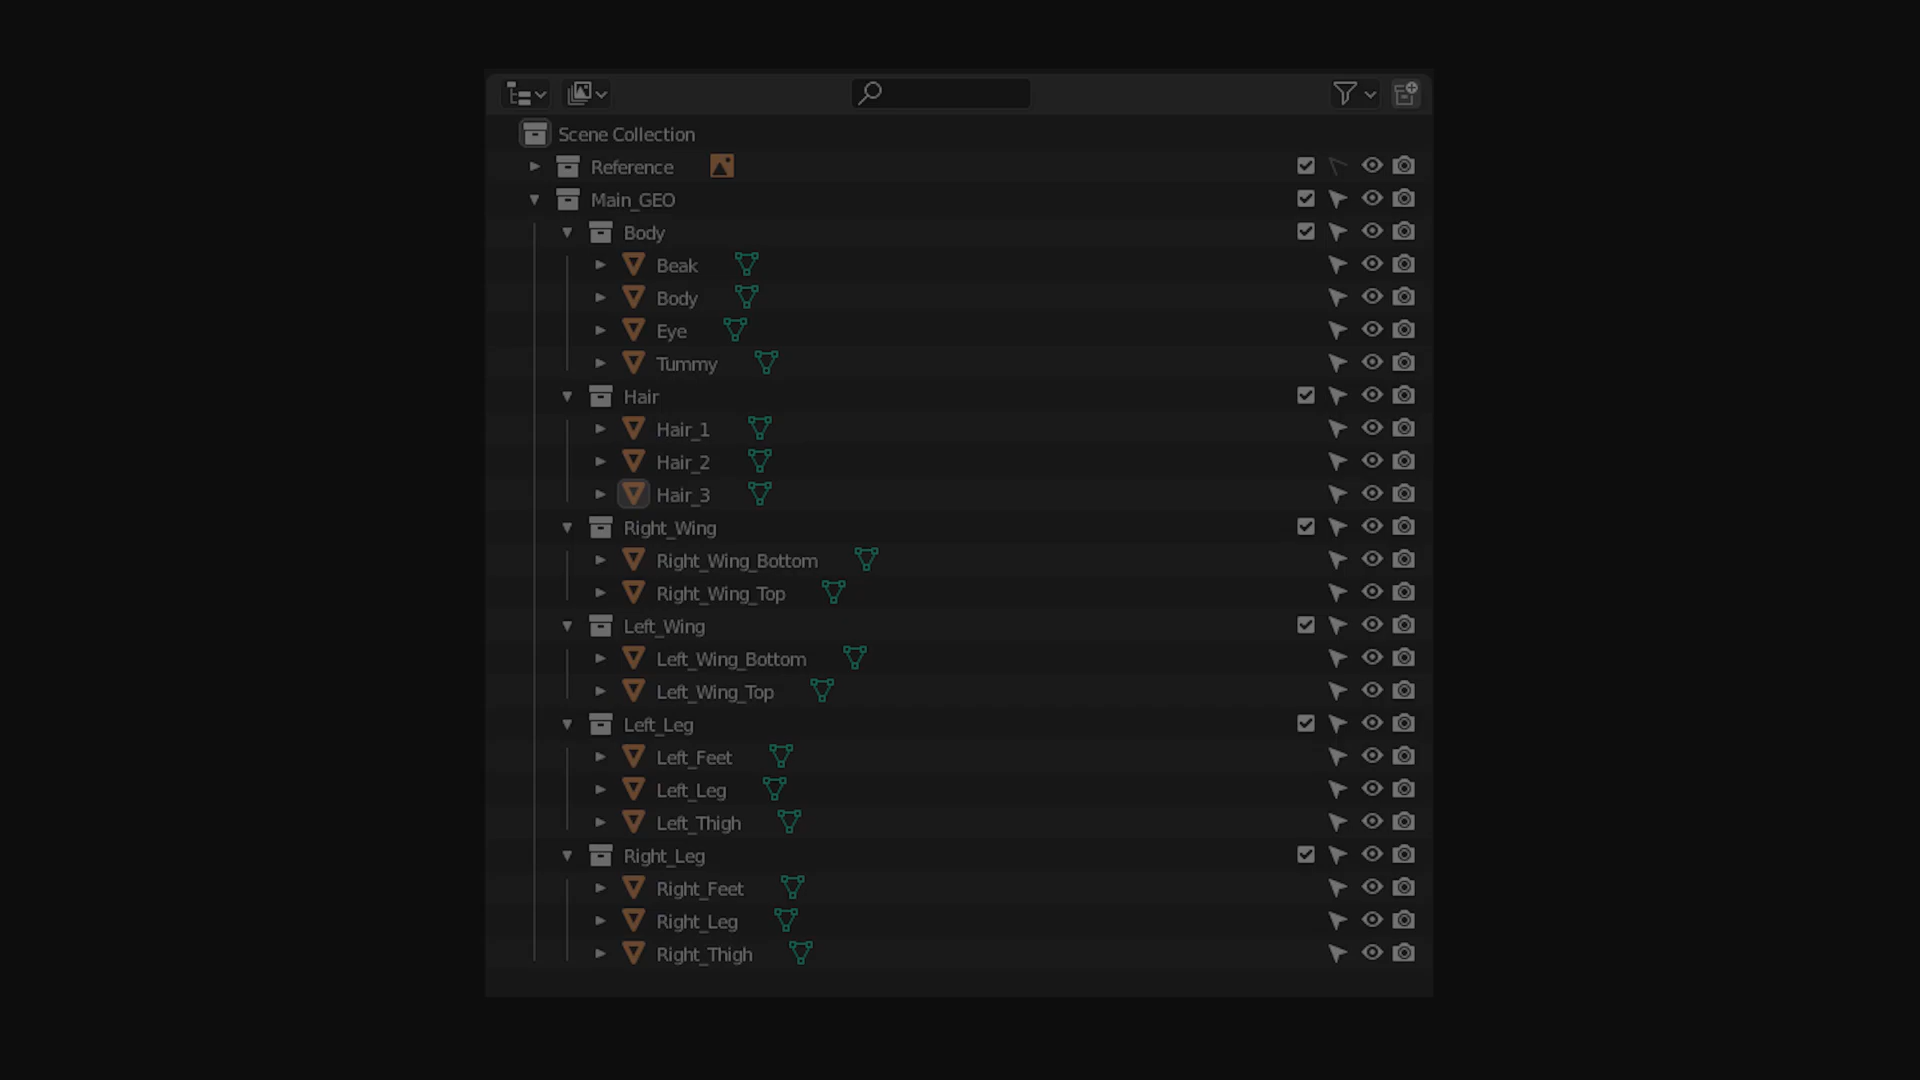 Scene Collection
Reference
Main_GEO
Body
Beak
Body
Eye
Tummy
Hair
Hair_1
Hair_2
Hair_3
Right_Wing
Right_Wing_Bottom
Right_Wing_Top
Left_Wing
Left_Wing_Bottom
Left_Wing_Top
Left_Leg
Left_Feet
Left_Leg
Left_Thigh
Right_Leg
Right_Feet
Right_Leg
Right_Thigh